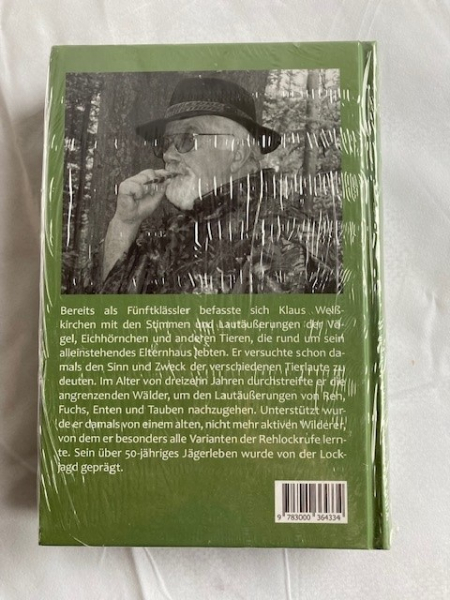 Bereits als Fünftklässler befasste sich Klaus Weiß-
kirchen mit den Stimmen und Lautäußerungen der Vö-
gel, Eichhörnchen und anderen Tieren, die rund um sein
alleinstehendes Elternhaus lebten. Er versuchte schon da-
mals den Sinn und Zweck der verschiedenen Tierlaute zu
deuten. Im Alter von dreizehn Jahren durchstreifte er die
angrenzenden Wälder, um den Lautäußerungen von Reh,
Fuchs, Enten und Tauben nachzugehen. Unterstützt wur-
de er damals von einem alten, nicht mehr aktiven Wilderer,
von dem er besonders alle Varianten der Rehlockrufe lern-
te. Sein über 50-jähriges Jägerleben wurde von der Lock-
jagd geprägt.
9 783000 364334